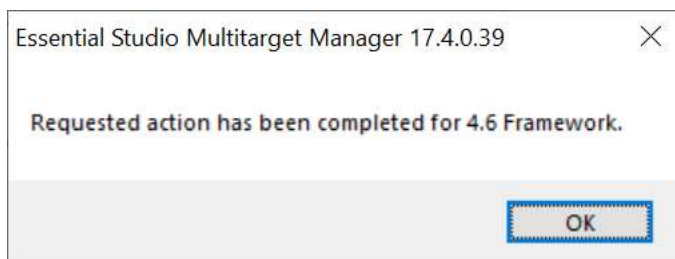 Essential Studio Multitarget Manager 17.4.0.39
Requested action has been completed for 4.6 Framework.
OK